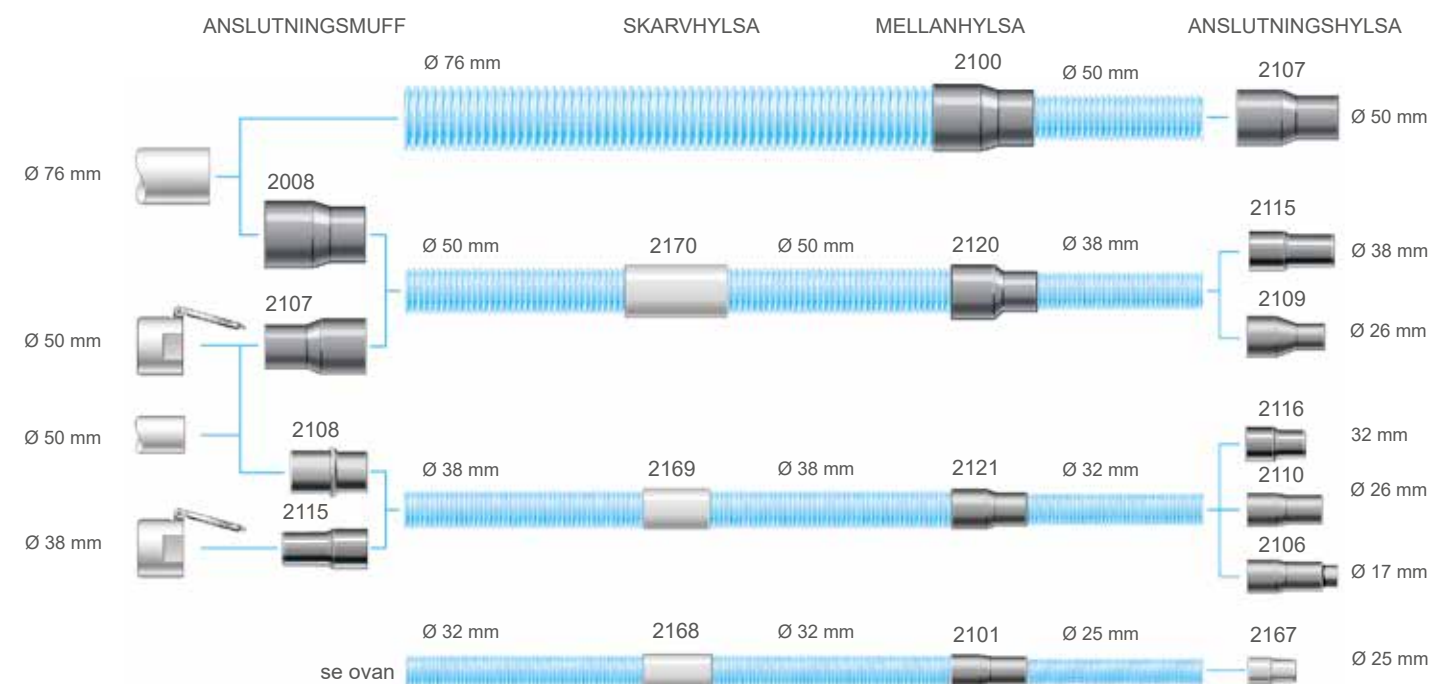 ANSLUTNINGSMUFF SKARVHYLSA MELLANHYLSA ANSLUTNINGSHYLSA
Ø 76 mm 2100 Ø 50 mm 2107
Ø 50 mm
Ø 76 mm 2008
2115
Ø 50 mm 2170 Ø 50 mm 2120 Ø 38 mm Ø 38 mm
2107 2109
Ø 50 mm Ø 26 mm
2116
Ø 50 mm 2108 32 mm
Ø 38 mm 2169 Ø 38 mm 2121 Ø 32 mm 2110
Ø 26 mm
2115
Ø 38 mm 2106
Ø 17 mm
Ø 32 mm 2168 Ø 32 mm 2101 Ø 25 mm 2167
se ovan Ø 25 mm